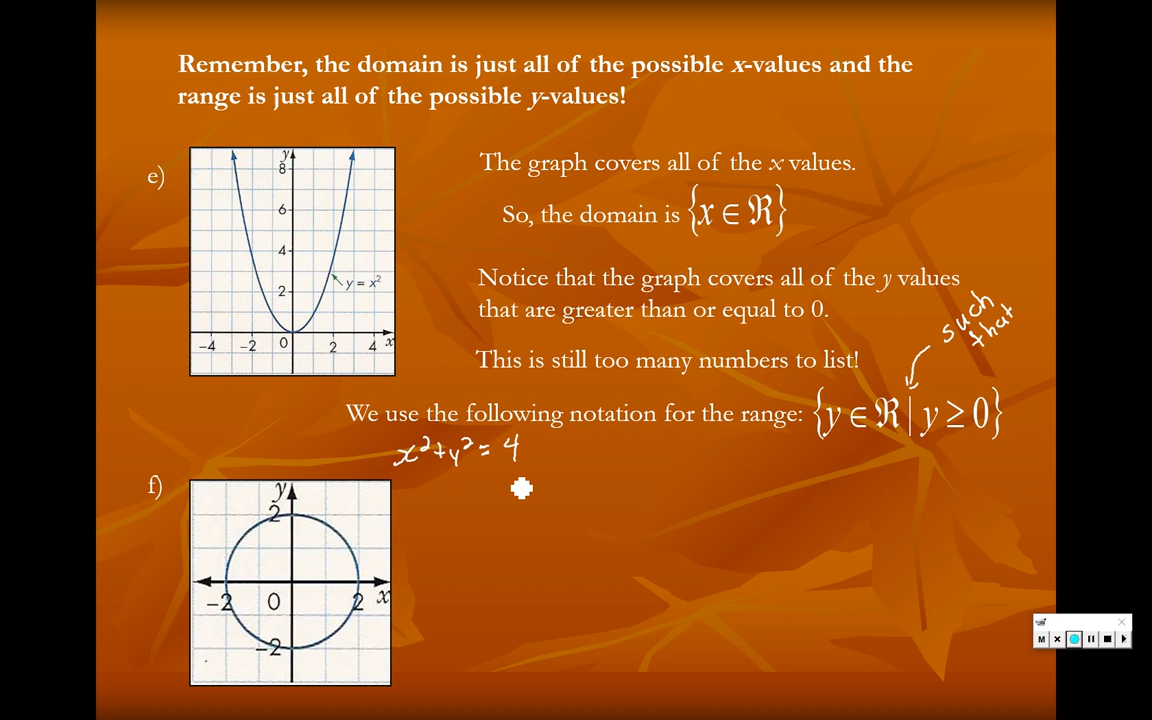 Remember, the domain is just all of the possible x-values and the
range is just all of the possible y-values!
e)
y
8
6
4
2
y = x²
-4 -2 0 2 4 x
The graph covers all of the x values.
So, the domain is {x ∈ ℜ}
Notice that the graph covers all of the y values
that are greater than or equal to 0.
such
that
This is still too many numbers to list!
We use the following notation for the range: {y ∈ ℜ | y ≥ 0}
x²+y²= 4
f)
y
2
-2 0 2 x
-2
M